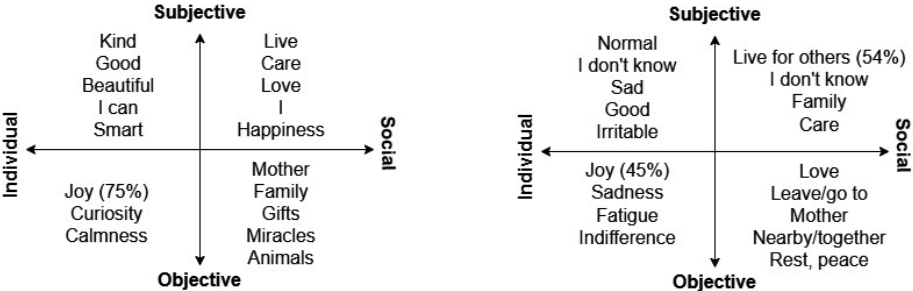 Subjective
Kind
Good
Beautiful
I can
Smart
Live
Care
Love
I
Happiness
Individual
Social
Joy (75%)
Curiosity
Calmness
Mother
Family
Gifts
Miracles
Animals
Objective
Subjective
Normal
I don't know
Sad
Good
Irritable
Live for others (54%)
I don't know
Family
Care
Individual
Social
Joy (45%)
Sadness
Fatigue
Indifference
Love
Leave/go to
Mother
Nearby/together
Rest, peace
Objective